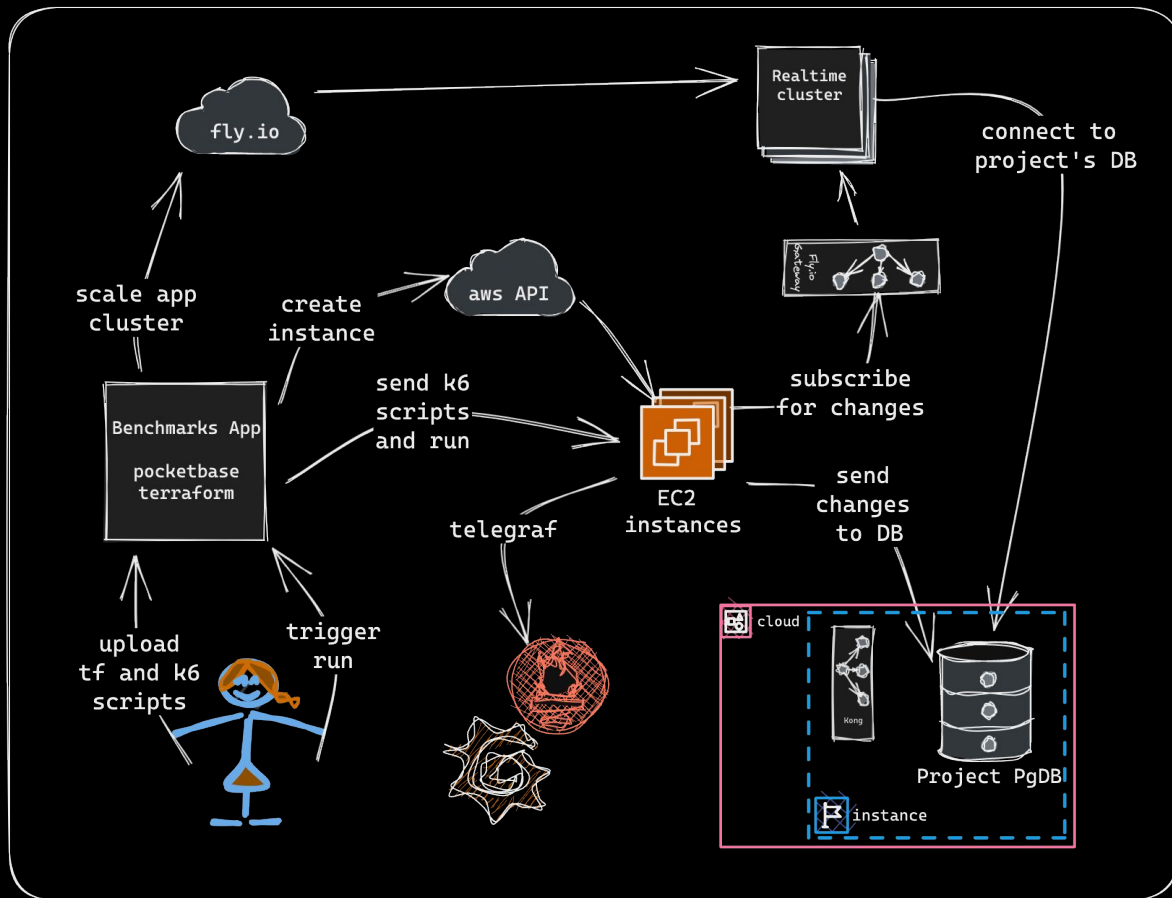 fly.io
Realtime
cluster
connect to
project's DB
Fly.io
Gateway
scale app
cluster
create
instance
aws API
send k6
scripts
and run
subscribe
for changes
Benchmarks App
pocketbase
terraform
EC2
instances
send
changes
to DB
telegraf
upload
tf and k6
scripts
trigger
run
cloud
Kong
Project PgDB
instance